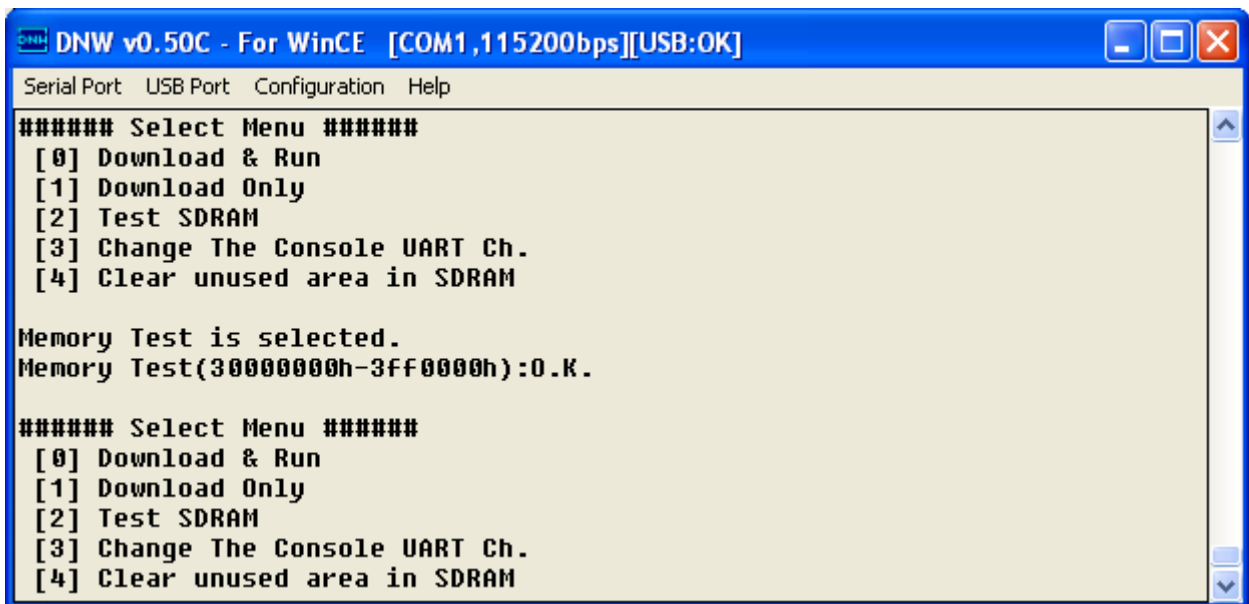 DNW v0.50C - For WinCE [COM1,115200bps][USB:OK]
Serial Port USB Port Configuration Help
###### Select Menu ######
[0] Download & Run
[1] Download Only
[2] Test SDRAM
[3] Change The Console UART Ch.
[4] Clear unused area in SDRAM
Memory Test is selected.
Memory Test(30000000h-3ff0000h):O.K.
###### Select Menu ######
[0] Download & Run
[1] Download Only
[2] Test SDRAM
[3] Change The Console UART Ch.
[4] Clear unused area in SDRAM